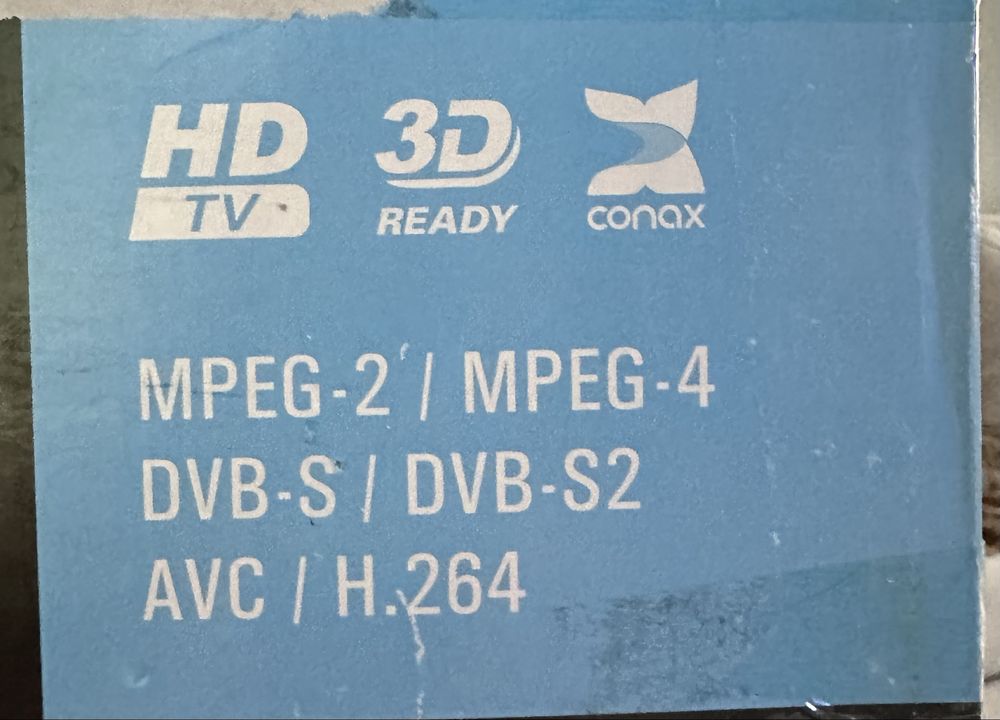 HD
TV
3D
READY
conax
MPEG-2 / MPEG-4
DVB-S / DVB-S2
AVC / H.264